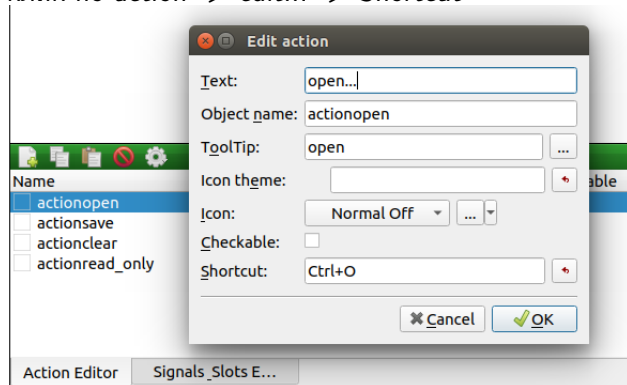 Edit action
Text: open...
Object name: actionopen
ToolTip: open ...
Icon theme:
Name able
actionopen
Icon: Normal Off ...
actionsave
actionclear
Checkable:
actionread_only
Shortcut: Ctrl+O
Cancel OK
Action Editor Signals_Slots E...